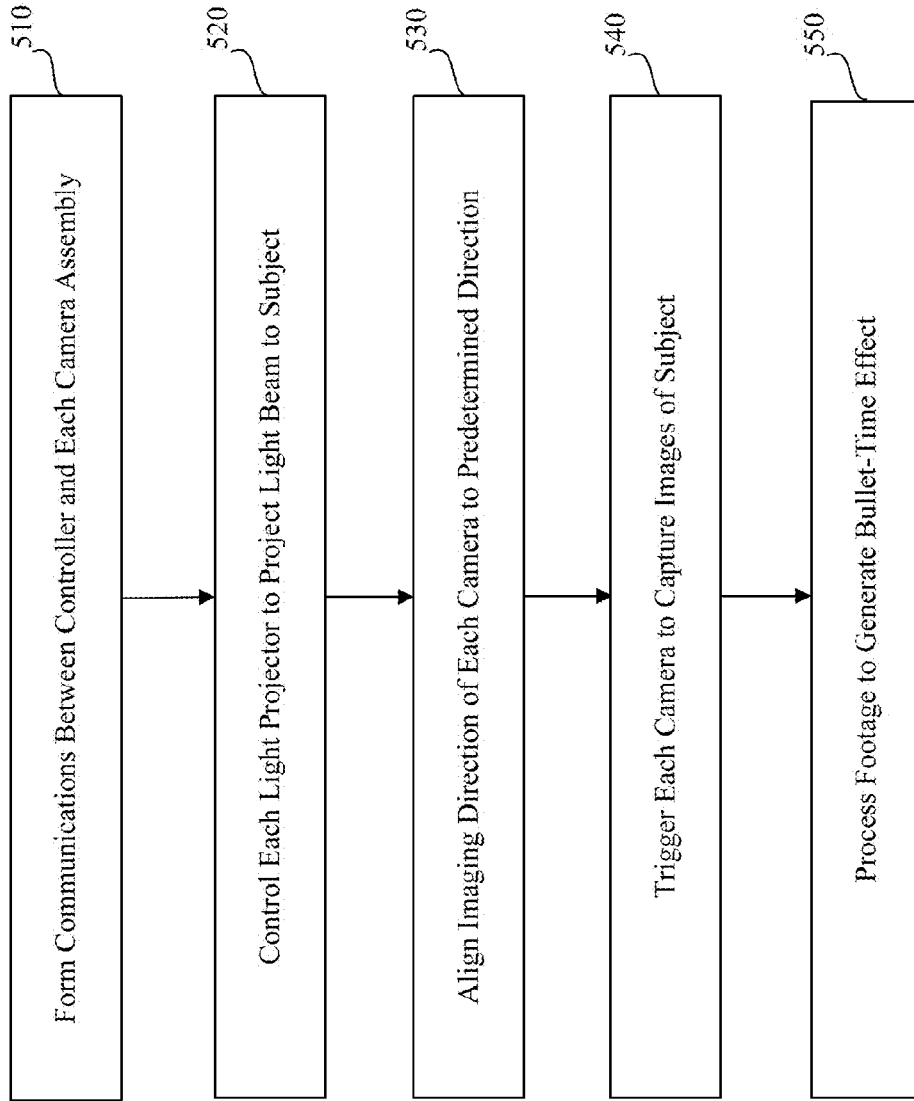 510
Form Communications Between Controller and Each Camera Assembly
520
Control Each Light Projector to Project Light Beam to Subject
530
Align Imaging Direction of Each Camera to Predetermined Direction
540
Trigger Each Camera to Capture Images of Subject
550
Process Footage to Generate Bullet-Time Effect